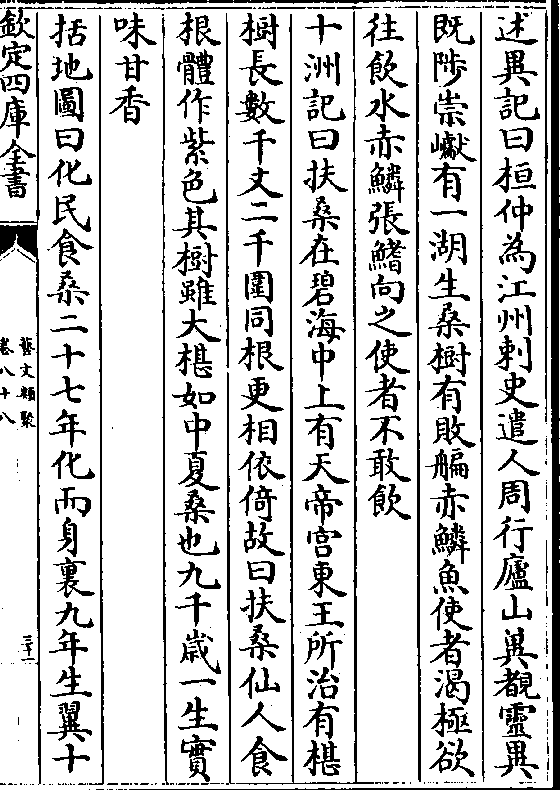 述異記曰桓仲為江州刺史遣人周行廬山兾覩靈異
既陟崇巘有一湖生桑樹有敗艑赤鱗魚使者渴極欲
往飲水赤鱗張鰭向之使者不敢飲
十洲記曰扶桑在碧海中上有天帝宫東王所治有椹
樹長數千丈二千圍同根更相依倚故曰扶桑仙人食
根體作紫色其樹雖大椹如中夏桑也九千歳一生實
味甘香
括地圖曰化民食桑二十七年化而身裹九年生翼十
欽定四庫全書
藝文類聚
卷八十八
三十一